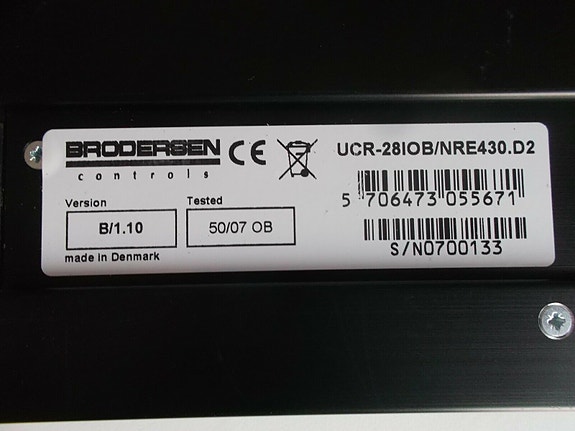 BRODERSEN
controls
CE
UCR-28IOB/NRE430.D2
5 706473 055671
S/N0700133
Version
B/1.10
Tested
50/07 OB
made in Denmark